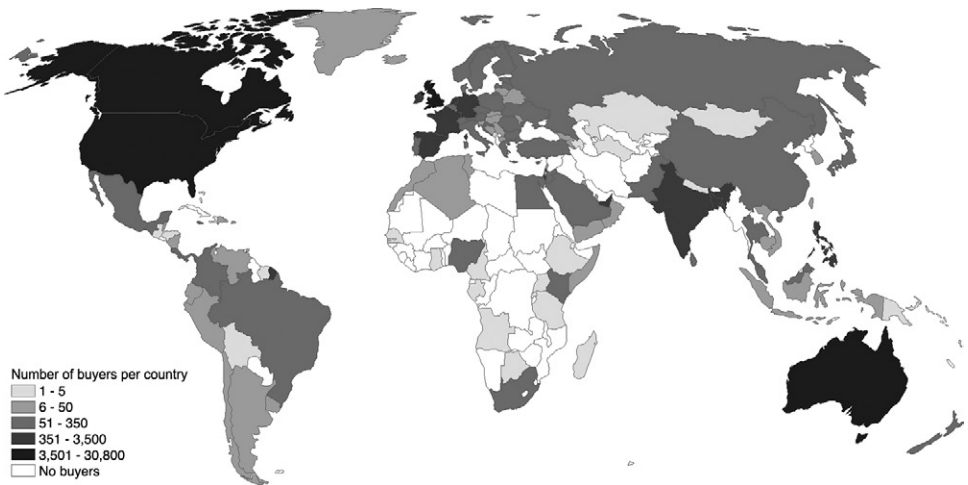 Number of buyers per country
1 - 5
6 - 50
51 - 350
351 - 3,500
3,501 - 30,800
No buyers